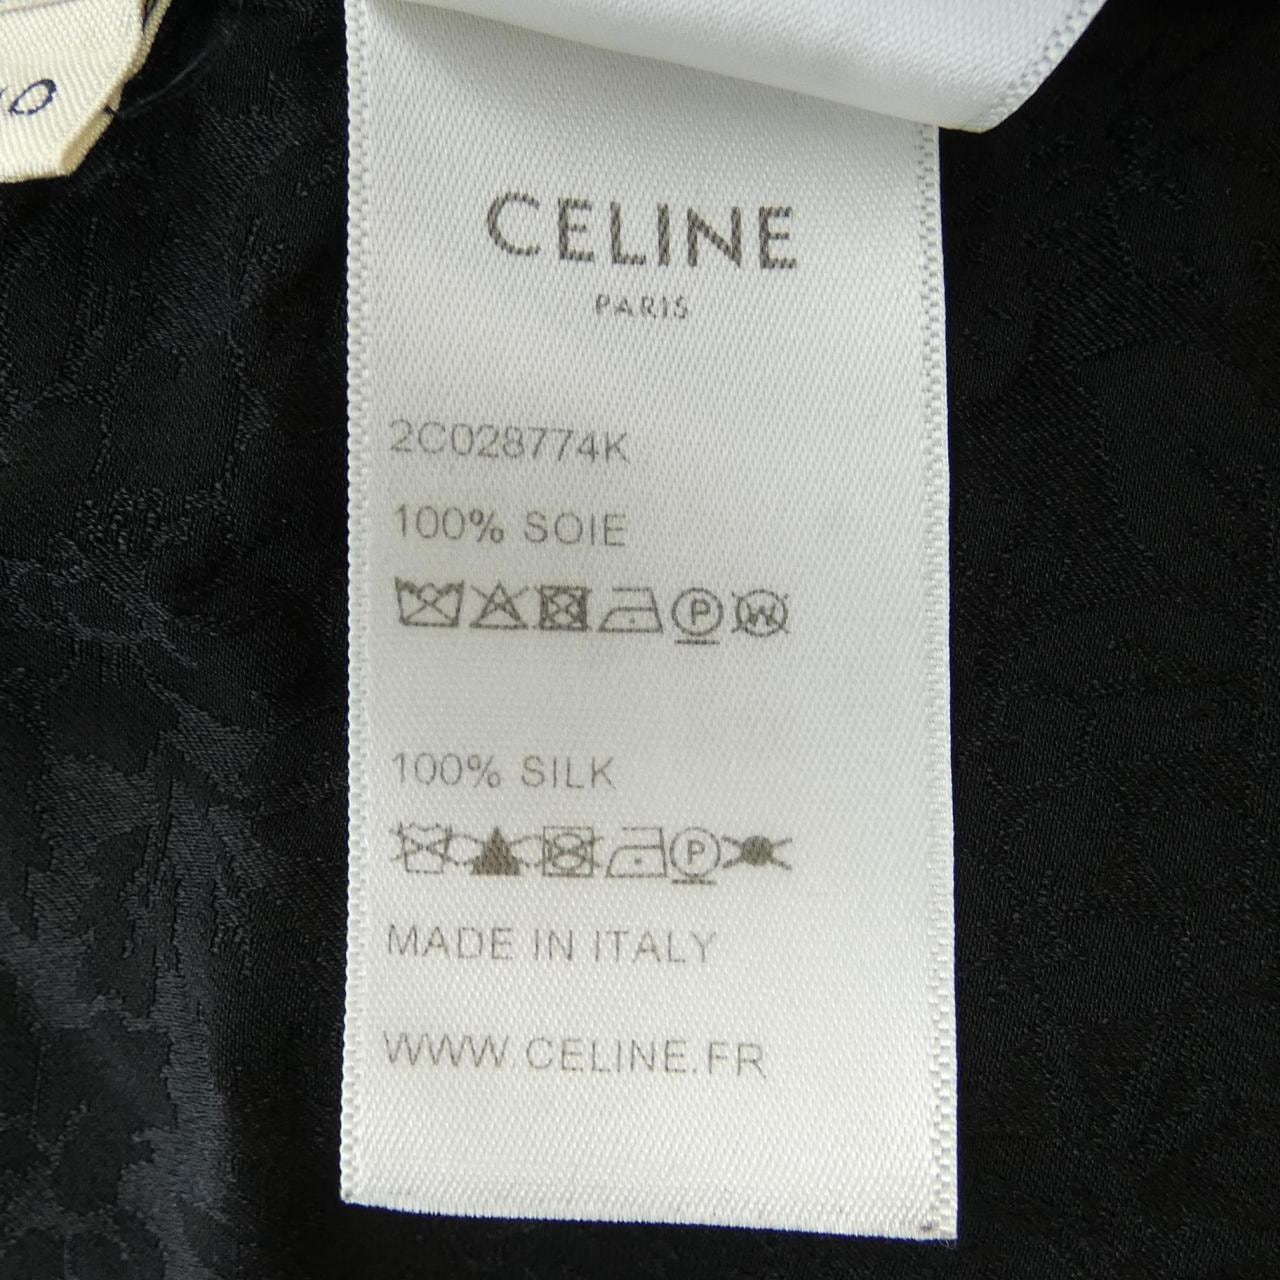 CELINE
PARIS
2C028774K
100% SOIE
P W
100% SILK
P
MADE IN ITALY
WWW.CELINE.FR